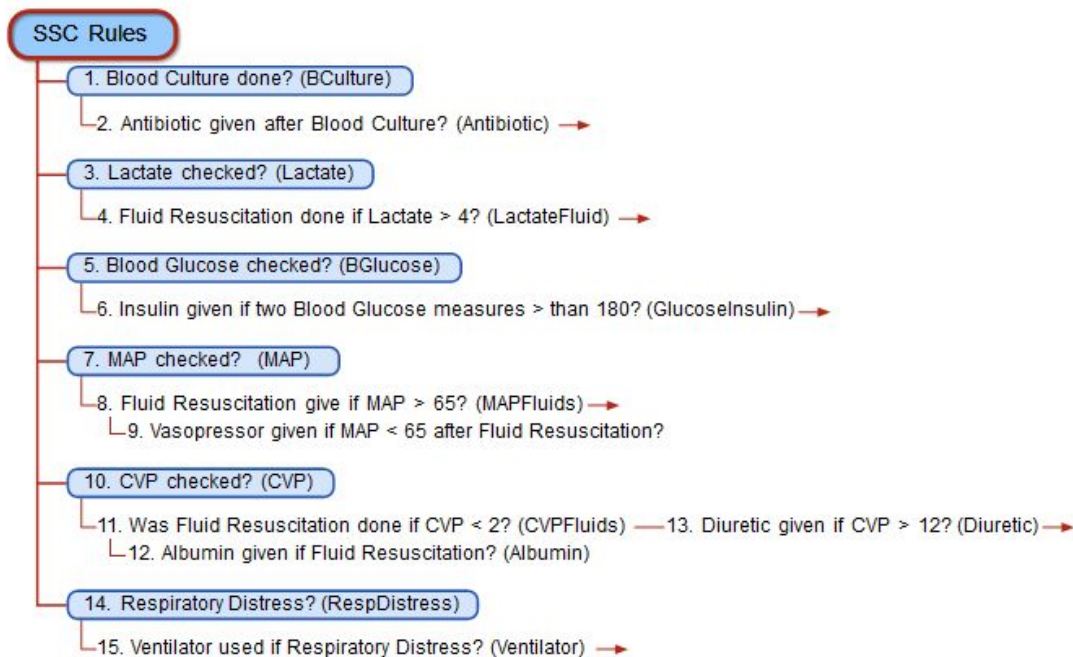 SSC Rules
1. Blood Culture done? (BCulture)
2. Antibiotic given after Blood Culture? (Antibiotic)
3. Lactate checked? (Lactate)
4. Fluid Resuscitation done if Lactate > 4? (LactateFluid)
5. Blood Glucose checked? (BGlucose)
6. Insulin given if two Blood Glucose measures > than 180? (GlucoseInsulin)
7. MAP checked? (MAP)
8. Fluid Resuscitation give if MAP > 65? (MAPFluids)
9. Vasopressor given if MAP < 65 after Fluid Resuscitation?
10. CVP checked? (CVP)
11. Was Fluid Resuscitation done if CVP < 2? (CVPFluids) 13. Diuretic given if CVP > 12? (Diuretic)
12. Albumin given if Fluid Resuscitation? (Albumin)
14. Respiratory Distress? (RespDistress)
15. Ventilator used if Respiratory Distress? (Ventilator)